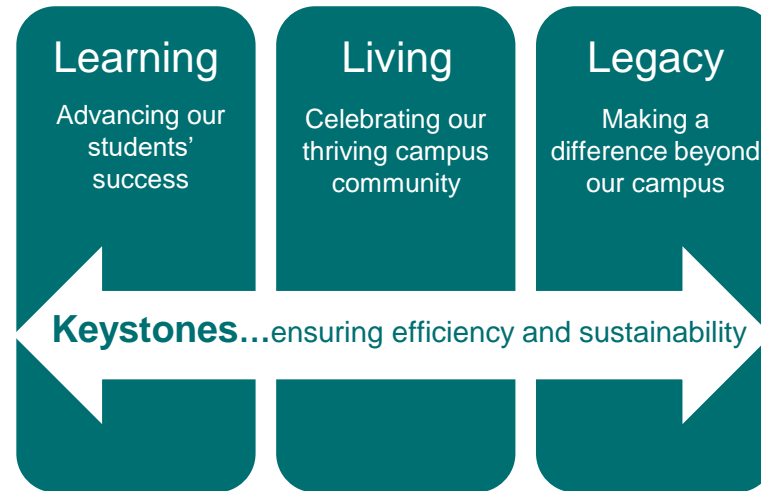 Learning
Advancing our
students’
success
Living
Celebrating our
thriving campus
community
Legacy
Making a
difference beyond
our campus
Keystones…ensuring efficiency and sustainability